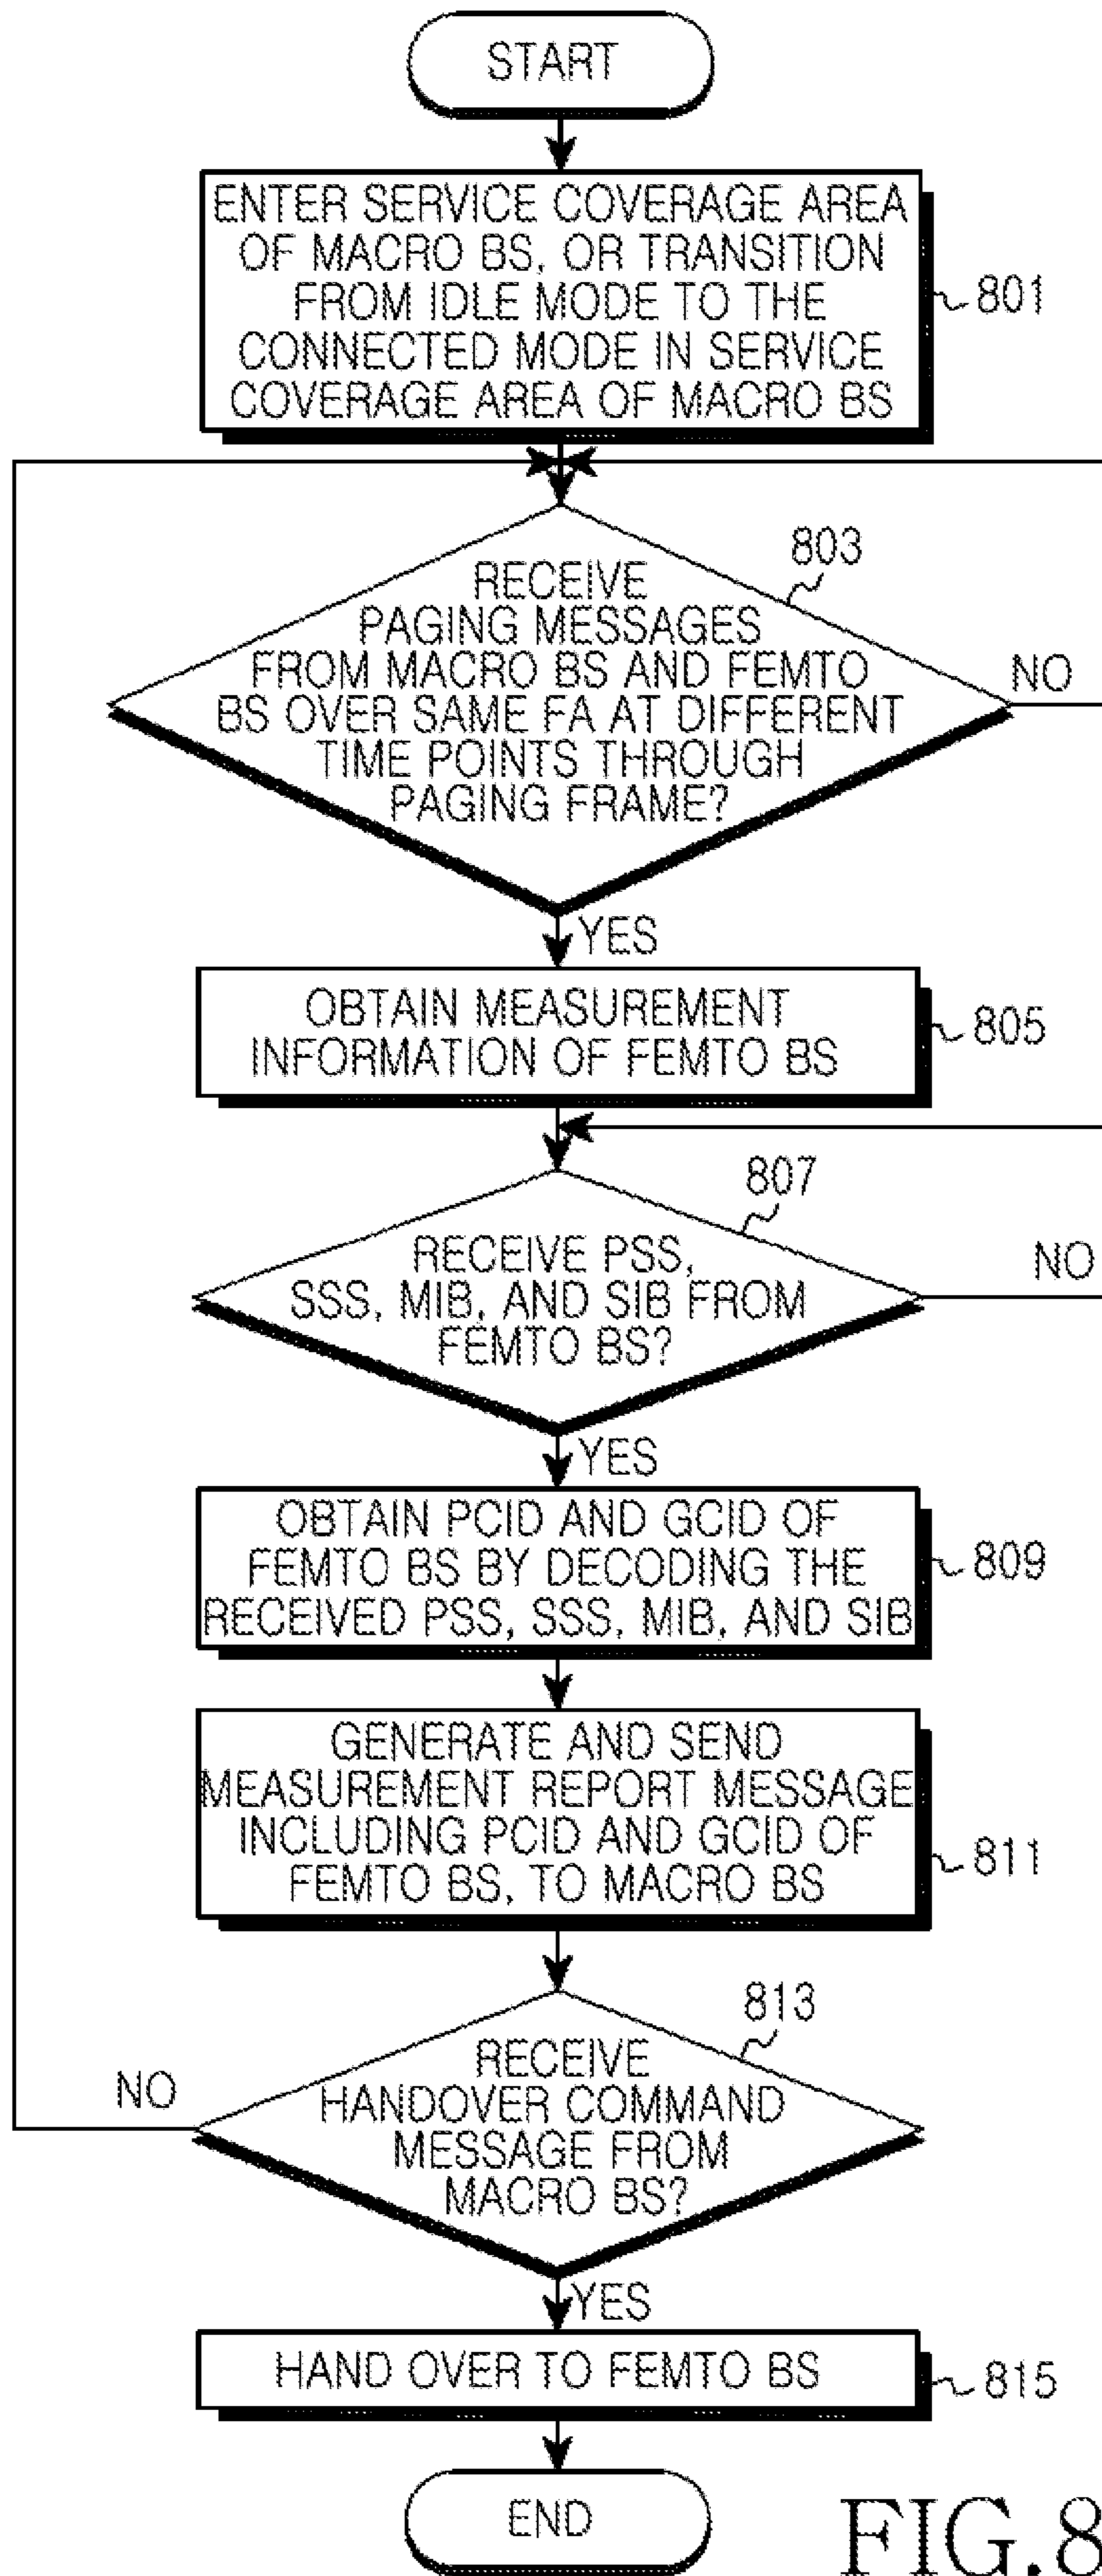 START
ENTER SERVICE COVERAGE AREA
OF MACRO BS, OR TRANSITION
FROM IDLE MODE TO THE
CONNECTED MODE IN SERVICE
COVERAGE AREA OF MACRO BS
801
803
RECEIVE
PAGING MESSAGES
FROM MACRO BS AND FEMTO
BS OVER SAME FA AT DIFFERENT
TIME POINTS THROUGH
PAGING FRAME?
NO
YES
OBTAIN MEASUREMENT
INFORMATION OF FEMTO BS
805
807
RECEIVE PSS,
SSS, MIB, AND SIB FROM
FEMTO BS?
NO
YES
OBTAIN PCID AND GCID OF
FEMTO BS BY DECODING THE
RECEIVED PSS, SSS, MIB, AND SIB
809
GENERATE AND SEND
MEASUREMENT REPORT MESSAGE
INCLUDING PCID AND GCID OF
FEMTO BS, TO MACRO BS
811
813
RECEIVE
HANDOVER COMMAND
MESSAGE FROM
MACRO BS?
NO
YES
HAND OVER TO FEMTO BS
815
END
FIG.8